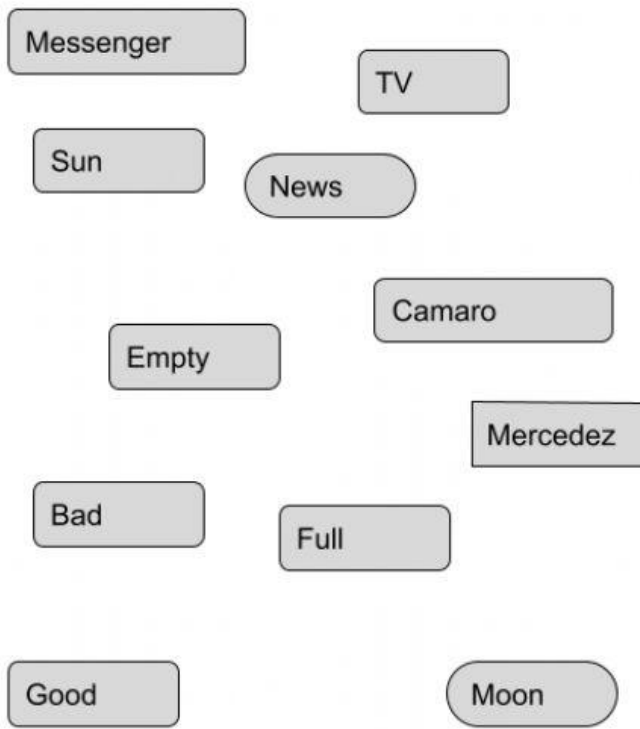 Messenger
TV
Sun
News
Camaro
Empty
Mercedez
Bad
Full
Good
Moon